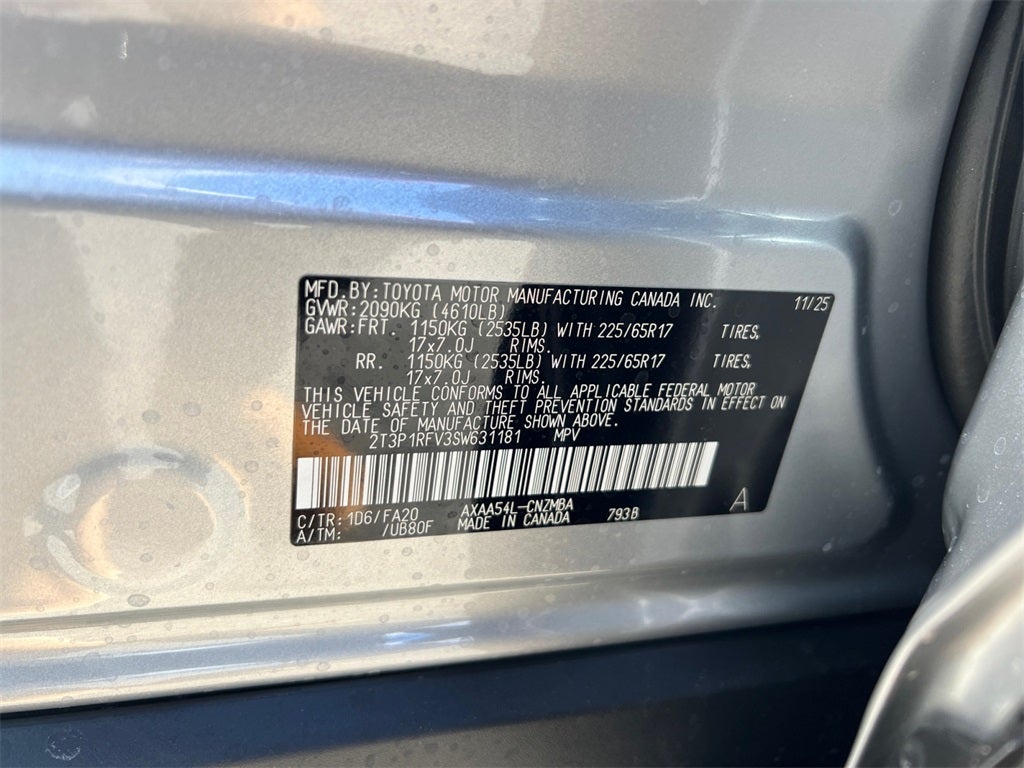 MFD.BY:TOYOTA MOTOR MANUFACTURING CANADA INC. 11/25
GVWR:2090KG (4610LB)
GAWR:FRT. 1150KG (2535LB) WITH 225/65R17 TIRES,
17x7.0J RIMS.
RR. 1150KG (2535LB) WITH 225/65R17 TIRES,
17x7.0J RIMS.
THIS VEHICLE CONFORMS TO ALL APPLICABLE FEDERAL MOTOR
VEHICLE SAFETY AND THEFT PREVENTION STANDARDS IN EFFECT ON
THE DATE OF MANUFACTURE SHOWN ABOVE.
2T3P1RFV3SW631181 MPV
C/TR:1D6/FA20 AXAA54L-CNZMBA A
A/TM: /UB80F MADE IN CANADA 793B